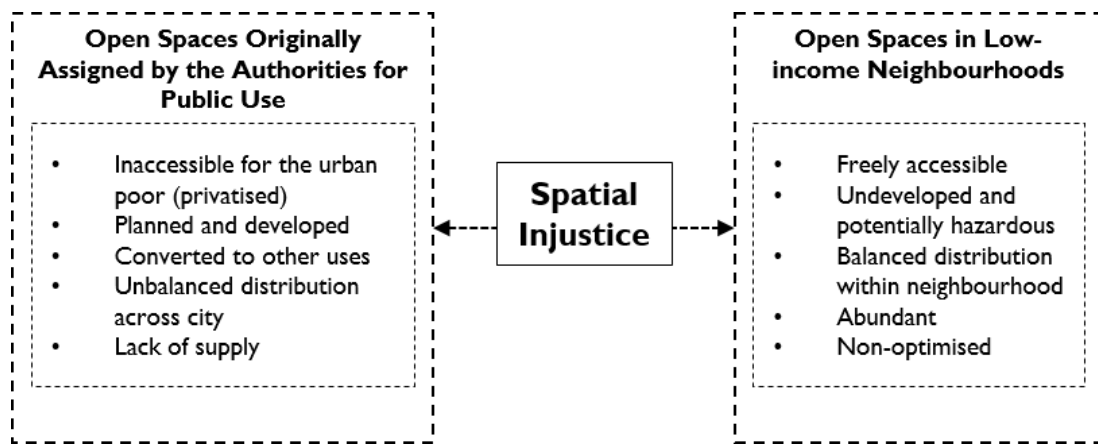 Open Spaces Originally
Assigned by the Authorities for
Public Use
• Inaccessible for the urban
poor (privatised)
• Planned and developed
• Converted to other uses
• Unbalanced distribution
across city
• Lack of supply
Spatial
Injustice
Open Spaces in Low-
income Neighbourhoods
• Freely accessible
• Undeveloped and
potentially hazardous
• Balanced distribution
within neighbourhood
• Abundant
• Non-optimised